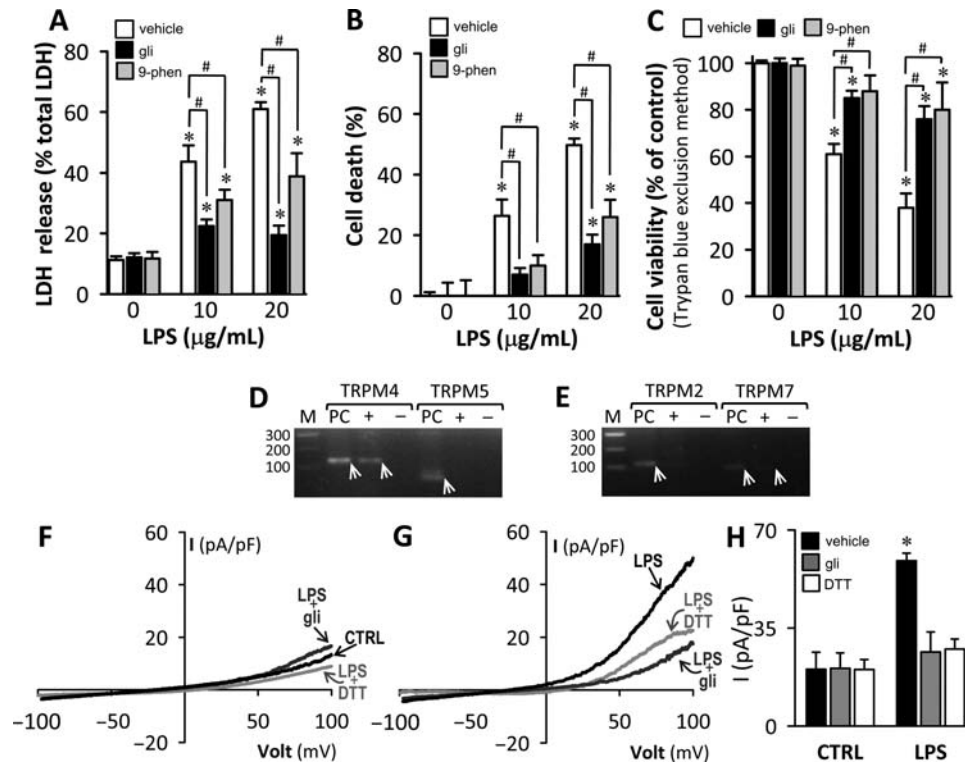 A
vehicle
gli
9-phen
LDH release (% total LDH)
80
60
40
20
0
#
#
#
#
*
*
*
*
*
*
0 10 20
LPS (μg/mL)
B
vehicle
gli
9-phen
Cell death (%)
80
60
40
20
0
#
#
#
#
*
*
*
*
0 10 20
LPS (μg/mL)
C
vehicle gli 9-phen
Cell viability (% of control)
(Trypan blue exclusion method)
100
80
60
40
20
0
#
#
#
#
*
*
*
*
*
0 10 20
LPS (μg/mL)
D
TRPM4 TRPM5
M PC + − PC + −
300
200
100
E
TRPM2 TRPM7
M PC + − PC + −
300
200
100
F
60
I (pA/pF)
40
20
−20
LPS
+
gli
CTRL
LPS
+
DTT
−100 −50 50 100
Volt (mV)
G
60
I (pA/pF)
40
20
−20
LPS
LPS
+
DTT
LPS
+
gli
−100 −50 50 100
Volt (mV)
H
vehicle
gli
DTT
I (pA/pF)
70
35
0
*
CTRL LPS